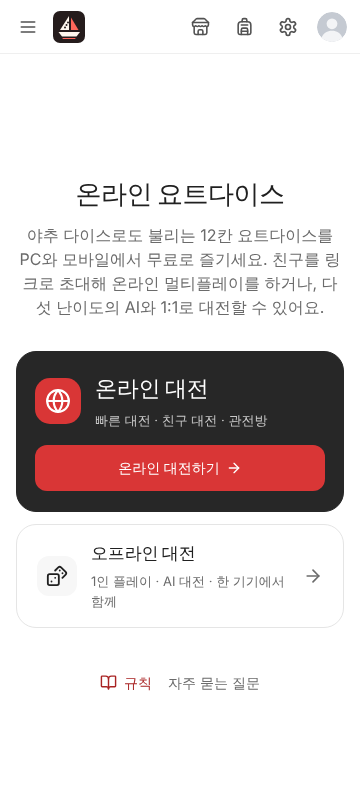 온라인 요트다이스
야추 다이스로도 불리는 12칸 요트다이스를
PC와 모바일에서 무료로 즐기세요. 친구를 링
크로 초대해 온라인 멀티플레이를 하거나, 다
섯 난이도의 AI와 1:1로 대전할 수 있어요.
온라인 대전
빠른 대전 · 친구 대전 · 관전방
온라인 대전하기
오프라인 대전
1인 플레이 · AI 대전 · 한 기기에서
함께
규칙 자주 묻는 질문